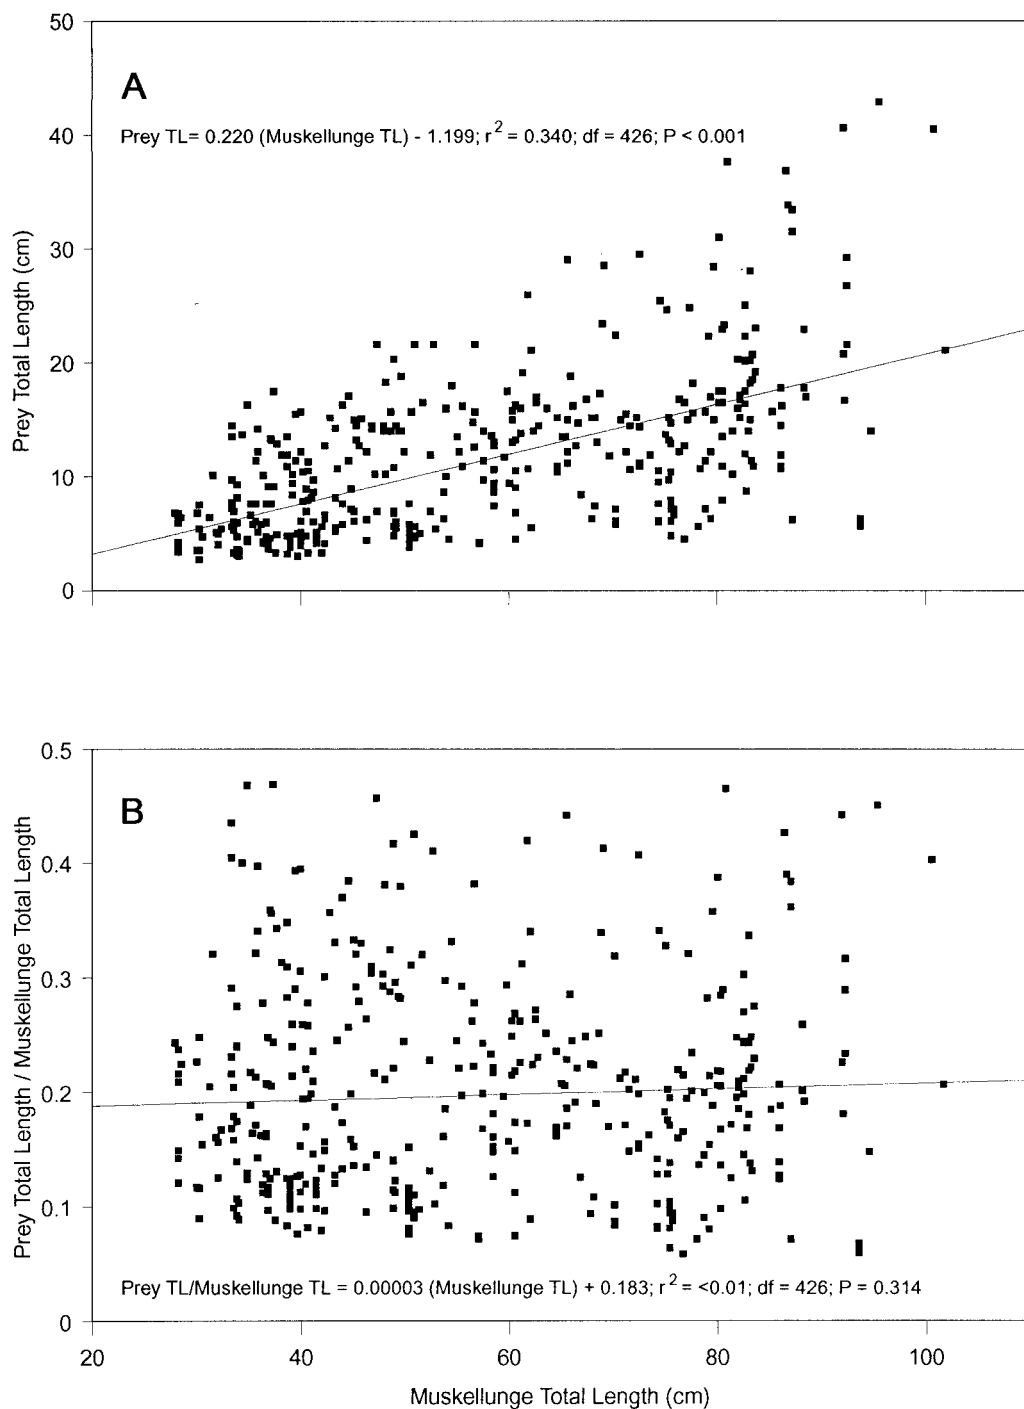 50
A
Prey TL= 0.220 (Muskellunge TL) - 1.199; r² = 0.340; df = 426; P < 0.001
40
30
20
10
0
Prey Total Length (cm)
0.5
B
0.4
0.3
0.2
0.1
0
Prey Total Length / Muskellunge Total Length
Prey TL/Muskellunge TL = 0.00003 (Muskellunge TL) + 0.183; r² = <0.01; df = 426; P = 0.314
20 40 60 80 100
Muskellunge Total Length (cm)